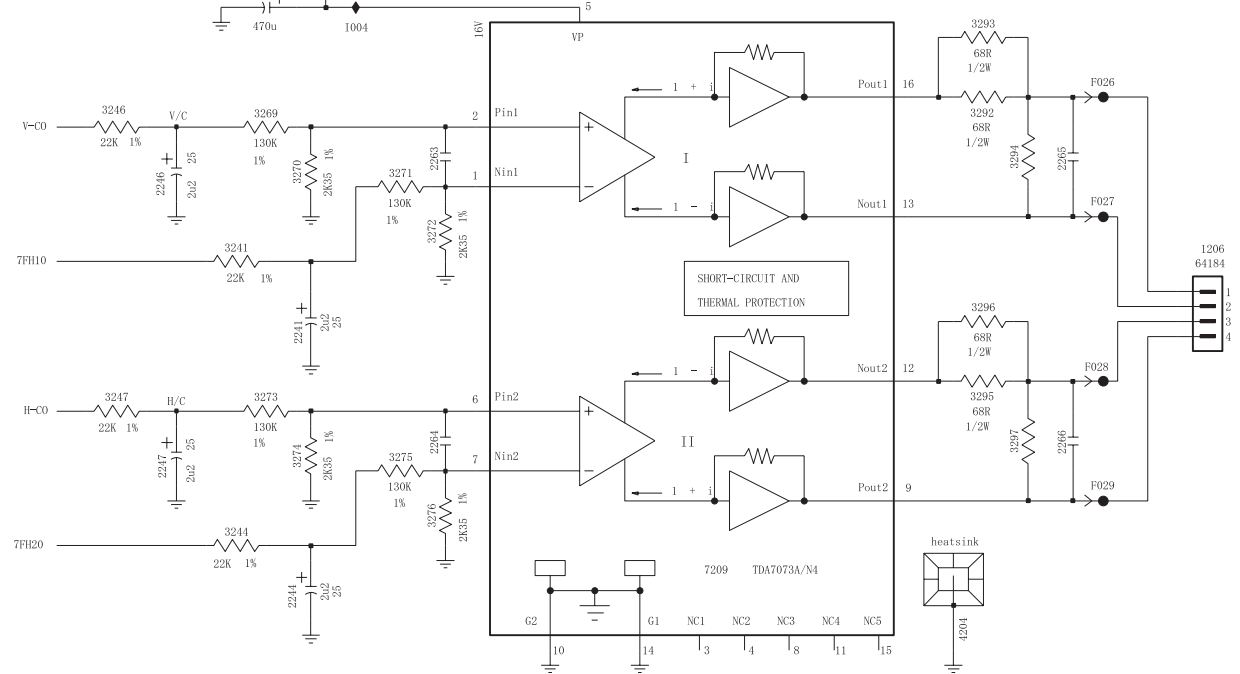 470u
I004
5
16V
VP
V-CO
3246
22K 1%
V/C
3269
130K
1%
2246
25
2u2
3270
1%
2K35
3271
130K
1%
2263
3272
1%
2K35
2
Pin1
1
Nin1
7FH10
3241
22K 1%
2241
2u2
25
1 + i
I
1 - i
Pout1
16
Nout1
13
3293
68R
1/2W
3292
68R
1/2W
3294
2265
F026
F027
1206
64184
1
2
3
4
SHORT-CIRCUIT AND
THERMAL PROTECTION
H-CO
3247
22K 1%
H/C
3273
130K
1%
2247
25
2u2
3274
1%
2K35
3275
130K
1%
2264
3276
1%
2K35
6
Pin2
7
Nin2
7FH20
3244
22K 1%
2244
2u2
25
1 - i
II
1 + i
Nout2
12
Pout2
9
3296
68R
1/2W
3295
68R
1/2W
3297
2266
F028
F029
7209 TDA7073A/N4
heatsink
4204
G2
G1
NC1
NC2
NC3
NC4
NC5
10
14
3
4
8
11
15